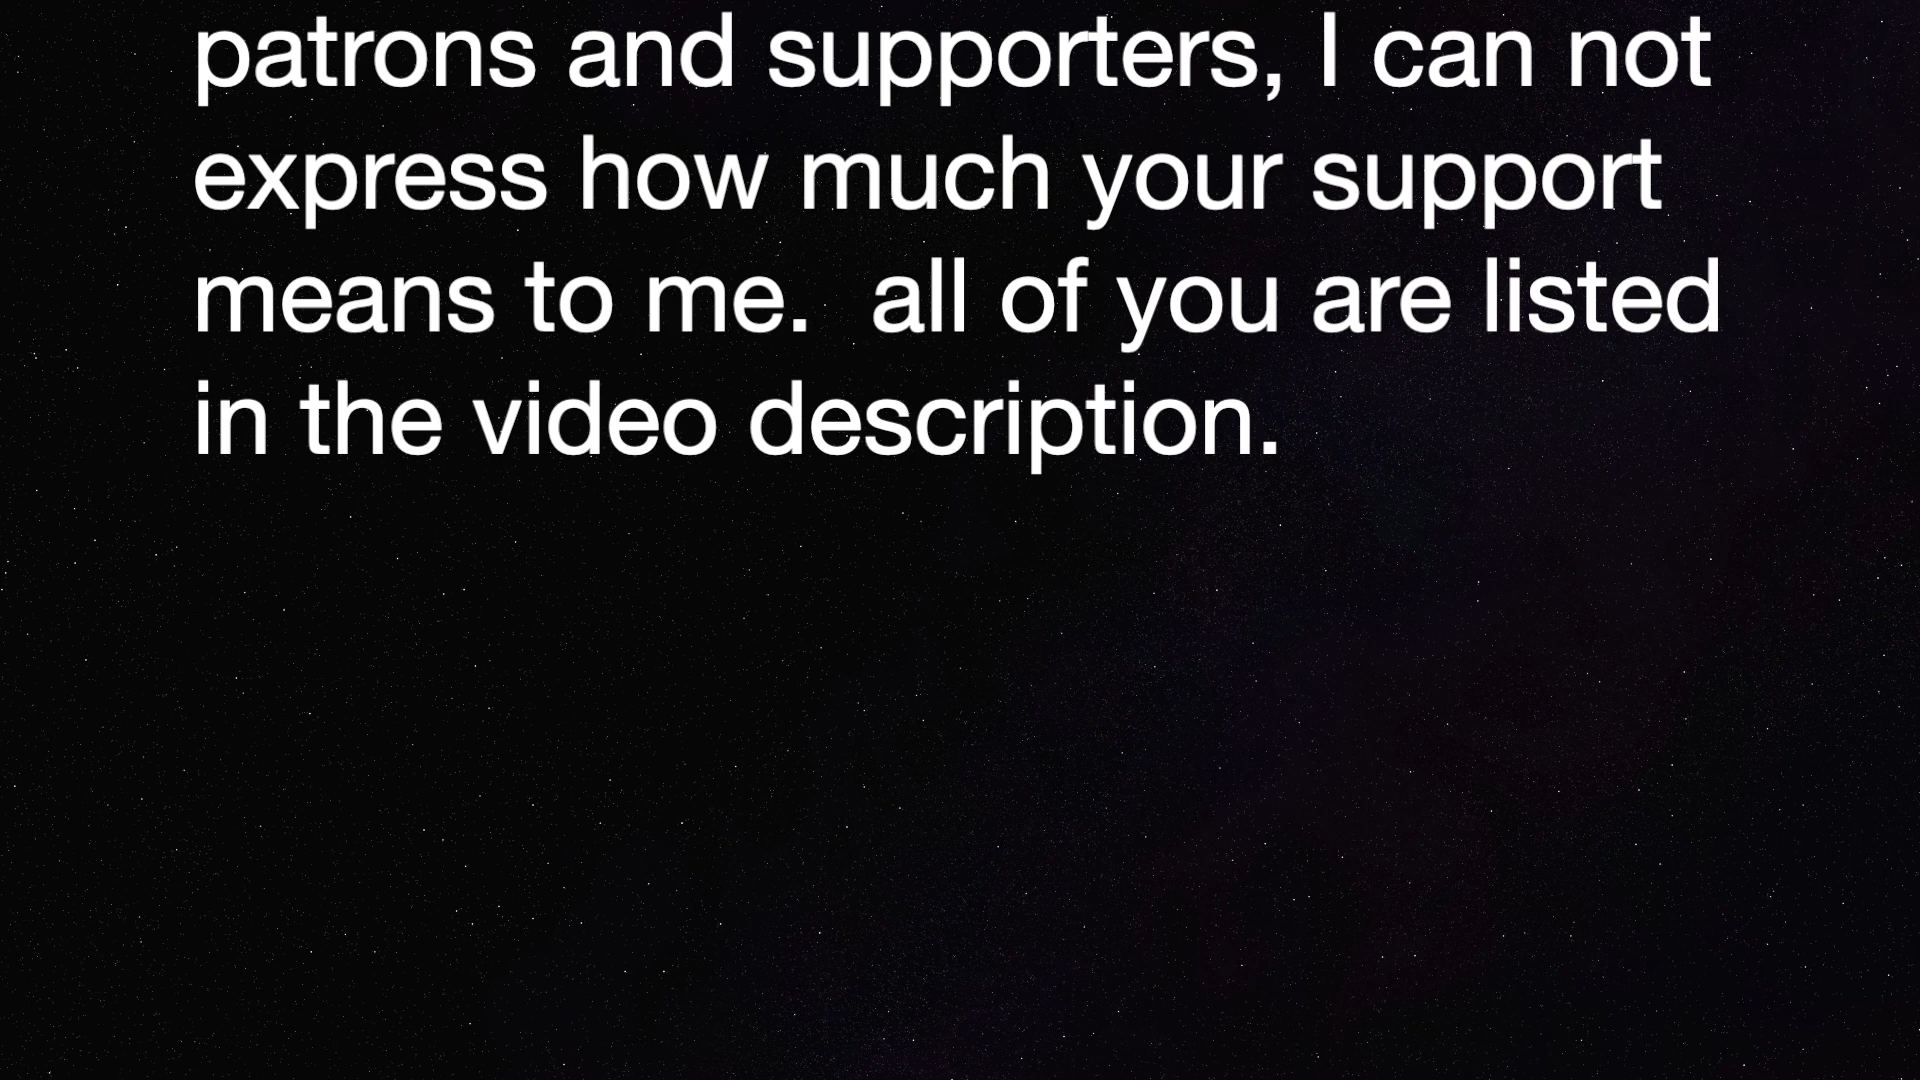 patrons and supporters, I can not
express how much your support
means to me.  all of you are listed
in the video description.